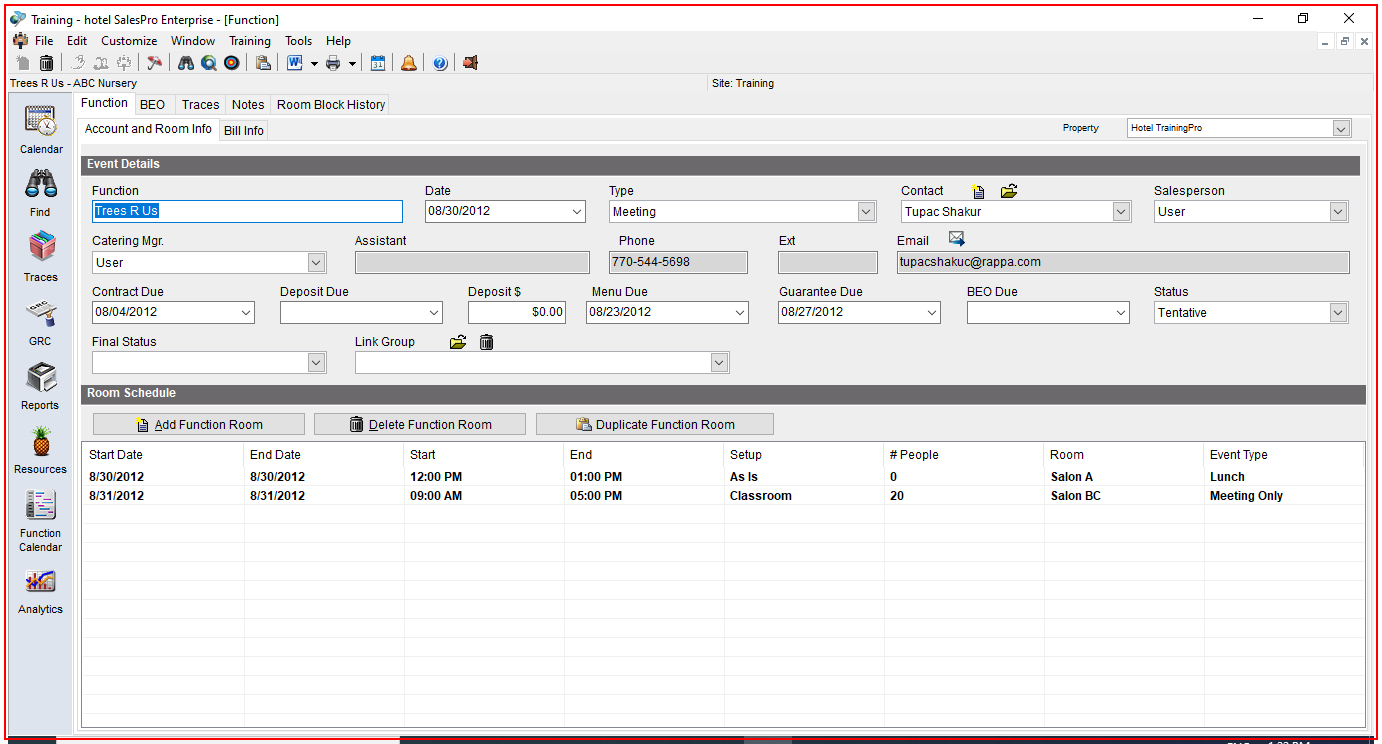 Training - hotel SalesPro Enterprise - [Function]
File Edit Customize Window Training Tools Help
Trees R Us - ABC Nursery Site: Training
Function BEO Traces Notes Room Block History
Account and Room Info Bill Info Property Hotel TrainingPro
Calendar
Find
Traces
GRC
Reports
Resources
Function
Calendar
Analytics
Event Details
Function Date Type Contact Salesperson
Trees R Us 08/30/2012 Meeting Tupac Shakur User
Catering Mgr. Assistant Phone Ext Email
User 770-544-5698 tupacshakuc@rappa.com
Contract Due Deposit Due Deposit $ Menu Due Guarantee Due BEO Due Status
08/04/2012 $0.00 08/23/2012 08/27/2012 Tentative
Final Status Link Group
Room Schedule
Add Function Room Delete Function Room Duplicate Function Room
Start Date End Date Start End Setup # People Room Event Type
8/30/2012 8/30/2012 12:00 PM 01:00 PM As Is 0 Salon A Lunch
8/31/2012 8/31/2012 09:00 AM 05:00 PM Classroom 20 Salon BC Meeting Only